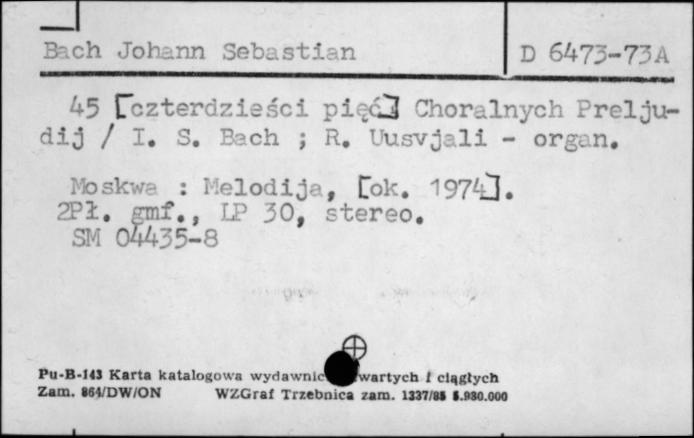 Bach Johann Sebastian
D 6473-73A
45 [czterdzieści pięć] Choralnych Prelju-
dij / I. S. Bach ; R. Uusvjali - organ.
Moskwa : Melodija, [ok. 1974].
2Pł. gmf., LP 30, stereo.
SM 04435-8
Pu-B-143 Karta katalogowa wydawnic wartych i ciągłych
Zam. 864/DW/ON WZGraf Trzebnica zam. 1337/85 5.980.000